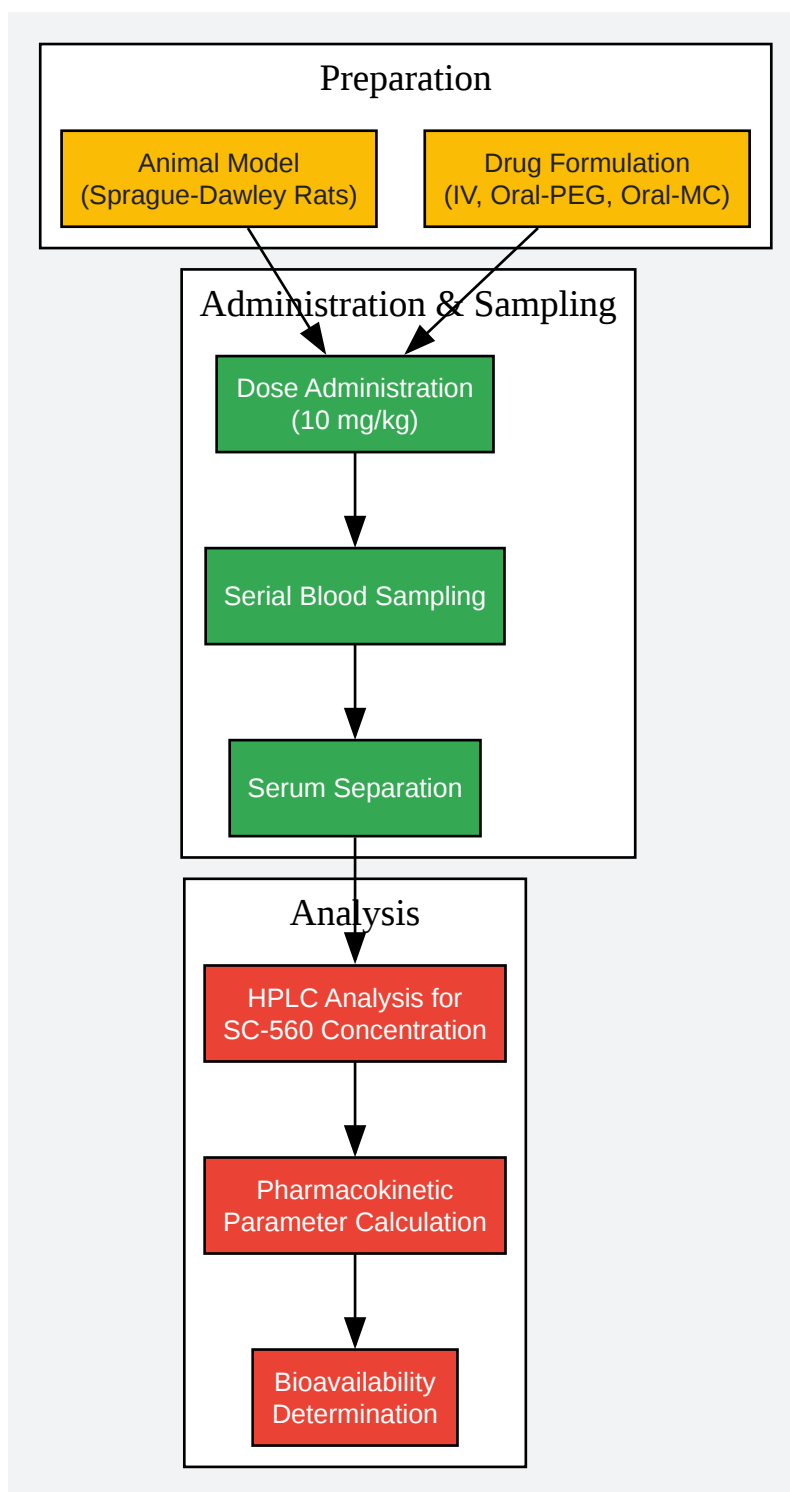 Preparation
Animal Model
(Sprague-Dawley Rats)
Drug Formulation
(IV, Oral-PEG, Oral-MC)
Administration & Sampling
Dose Administration
(10 mg/kg)
Serial Blood Sampling
Serum Separation
Analysis
HPLC Analysis for
SC-560 Concentration
Pharmacokinetic
Parameter Calculation
Bioavailability
Determination